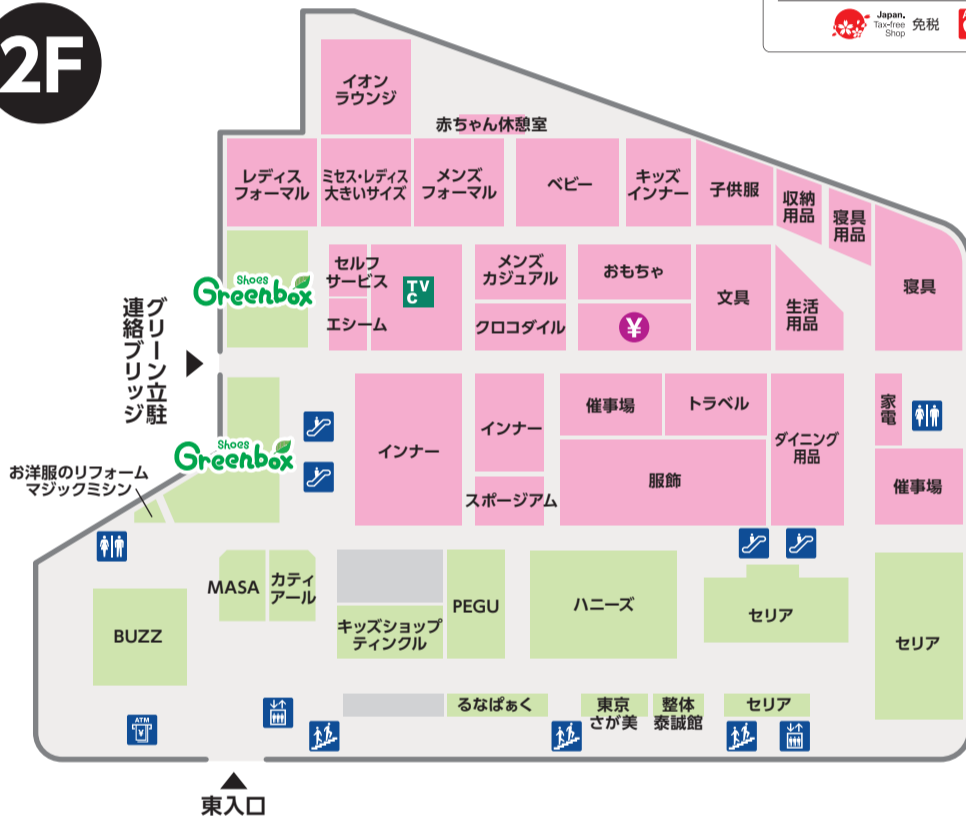 2F
Japan.
Tax-free
Shop
免税
イオン
ラウンジ
赤ちゃん休憩室
レディス
フォーマル
ミセス・レディス
大きいサイズ
メンズ
フォーマル
ベビー
キッズ
インナー
子供服
収納
用品
寝具
用品
寝具
Shoes
Greenbox
セルフ
サービス
TV
C
エシーム
メンズ
カジュアル
クロコダイル
おもちゃ
¥
文具
生活
用品
グリーン立駐
連絡ブリッジ
Shoes
Greenbox
お洋服のリフォーム
マジックミシン
インナー
インナー
スポージアム
催事場
トラベル
服飾
ダイニング
用品
家電
催事場
MASA
カティ
アール
キッズショップ
ティンクル
PEGU
ハニーズ
セリア
セリア
BUZZ
ATM
¥
るなぱぁく
東京
さが美
整体
泰誠館
セリア
東入口